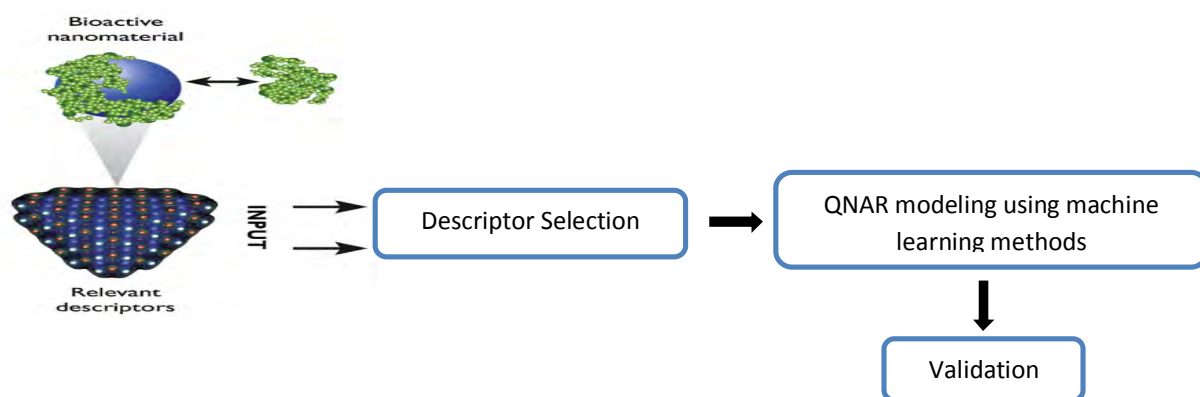 Bioactive
nanomaterial
Relevant
descriptors
INPUT
Descriptor Selection
QNAR modeling using machine
learning methods
Validation